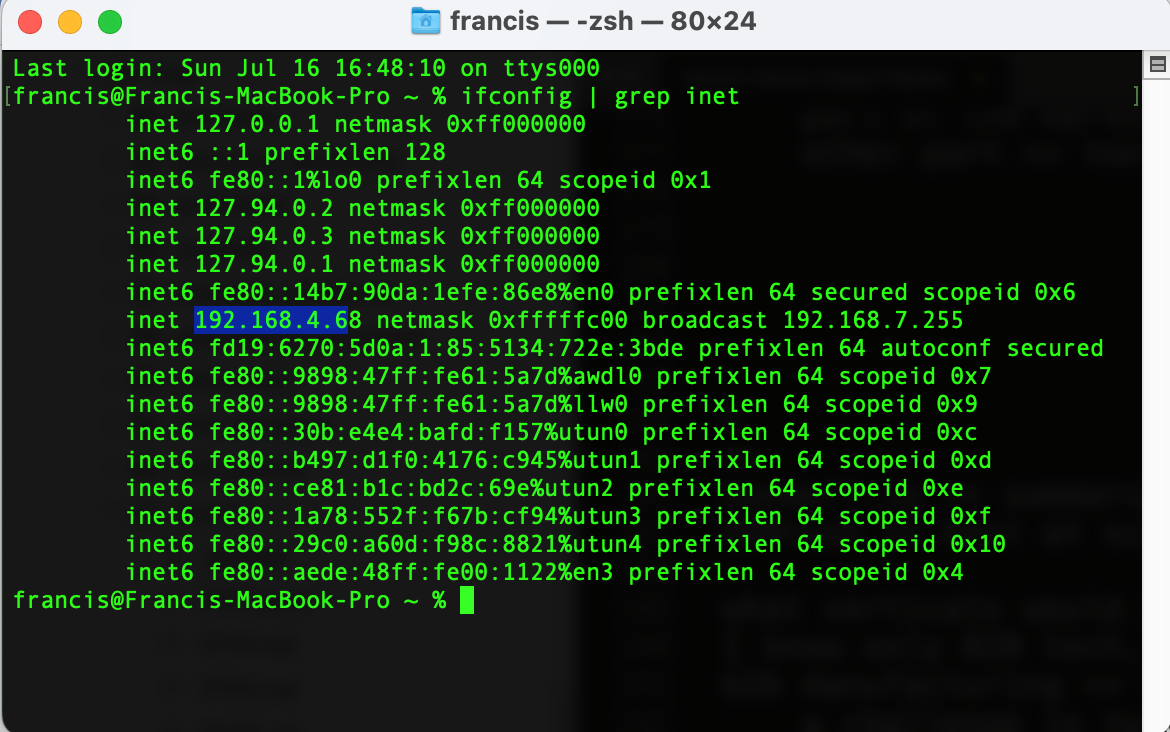 francis — -zsh — 80×24
Last login: Sun Jul 16 16:48:10 on ttys000
[francis@Francis-MacBook-Pro ~ % ifconfig | grep inet ]
inet 127.0.0.1 netmask 0xff000000
inet6 ::1 prefixlen 128
inet6 fe80::1%lo0 prefixlen 64 scopeid 0x1
inet 127.94.0.2 netmask 0xff000000
inet 127.94.0.3 netmask 0xff000000
inet 127.94.0.1 netmask 0xff000000
inet6 fe80::14b7:90da:1efe:86e8%en0 prefixlen 64 secured scopeid 0x6
inet 192.168.4.68 netmask 0xfffffc00 broadcast 192.168.7.255
inet6 fd19:6270:5d0a:1:85:5134:722e:3bde prefixlen 64 autoconf secured
inet6 fe80::9898:47ff:fe61:5a7d%awdl0 prefixlen 64 scopeid 0x7
inet6 fe80::9898:47ff:fe61:5a7d%llw0 prefixlen 64 scopeid 0x9
inet6 fe80::30b:e4e4:bafd:f157%utun0 prefixlen 64 scopeid 0xc
inet6 fe80::b497:d1f0:4176:c945%utun1 prefixlen 64 scopeid 0xd
inet6 fe80::ce81:b1c:bd2c:69e%utun2 prefixlen 64 scopeid 0xe
inet6 fe80::1a78:552f:f67b:cf94%utun3 prefixlen 64 scopeid 0xf
inet6 fe80::29c0:a60d:f98c:8821%utun4 prefixlen 64 scopeid 0x10
inet6 fe80::aede:48ff:fe00:1122%en3 prefixlen 64 scopeid 0x4
francis@Francis-MacBook-Pro ~ %